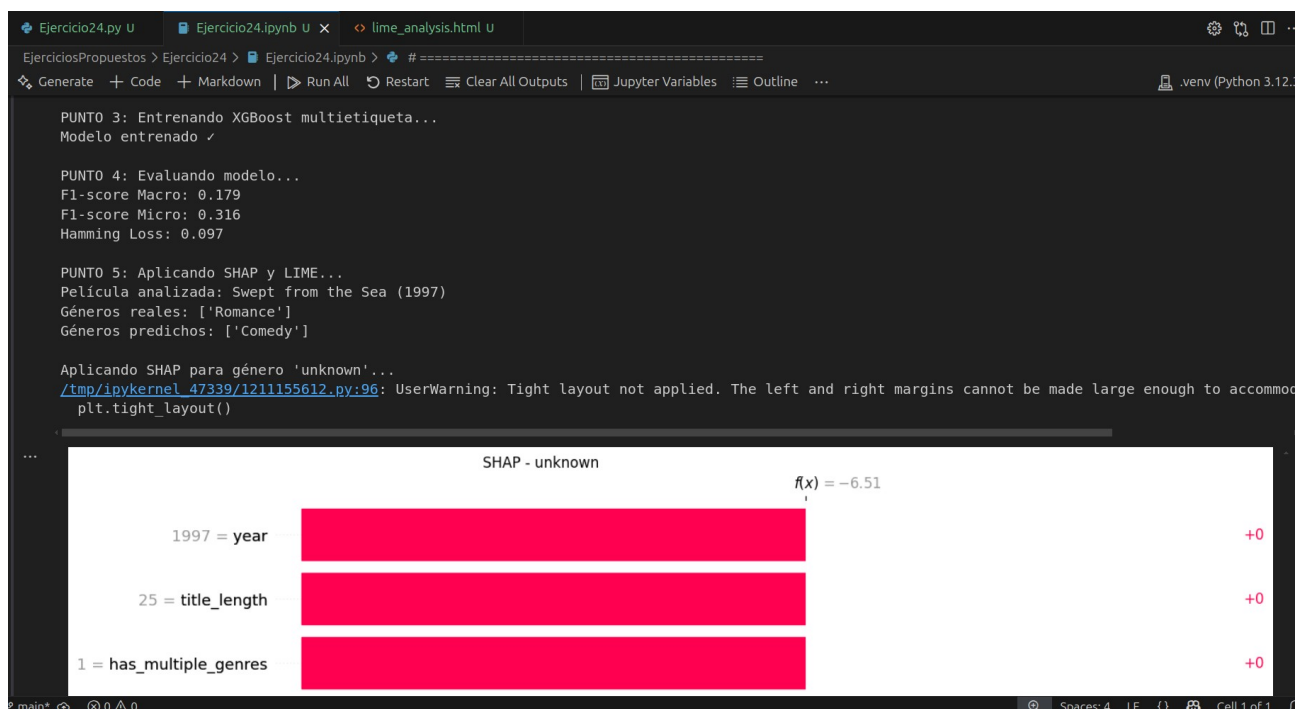 Ejercicio24.py U Ejercicio24.ipynb U × <> lime_analysis.html U
EjerciciosPropuestos > Ejercicio24 > Ejercicio24.ipynb > # ==============================================
Generate + Code + Markdown | Run All Restart Clear All Outputs | Jupyter Variables Outline ... .venv (Python 3.12.
PUNTO 3: Entrenando XGBoost multietiqueta...
Modelo entrenado ✓
PUNTO 4: Evaluando modelo...
F1-score Macro: 0.179
F1-score Micro: 0.316
Hamming Loss: 0.097
PUNTO 5: Aplicando SHAP y LIME...
Película analizada: Swept from the Sea (1997)
Géneros reales: ['Romance']
Géneros predichos: ['Comedy']
Aplicando SHAP para género 'unknown'...
/tmp/ipykernel_47339/1211155612.py:96: UserWarning: Tight layout not applied. The left and right margins cannot be made large enough to accommod
plt.tight_layout()
...
SHAP - unknown
f(x) = −6.51
1997 = year +0
25 = title_length +0
1 = has_multiple_genres +0
main* 0 0 Spaces: 4 LF {} Cell 1 of 1